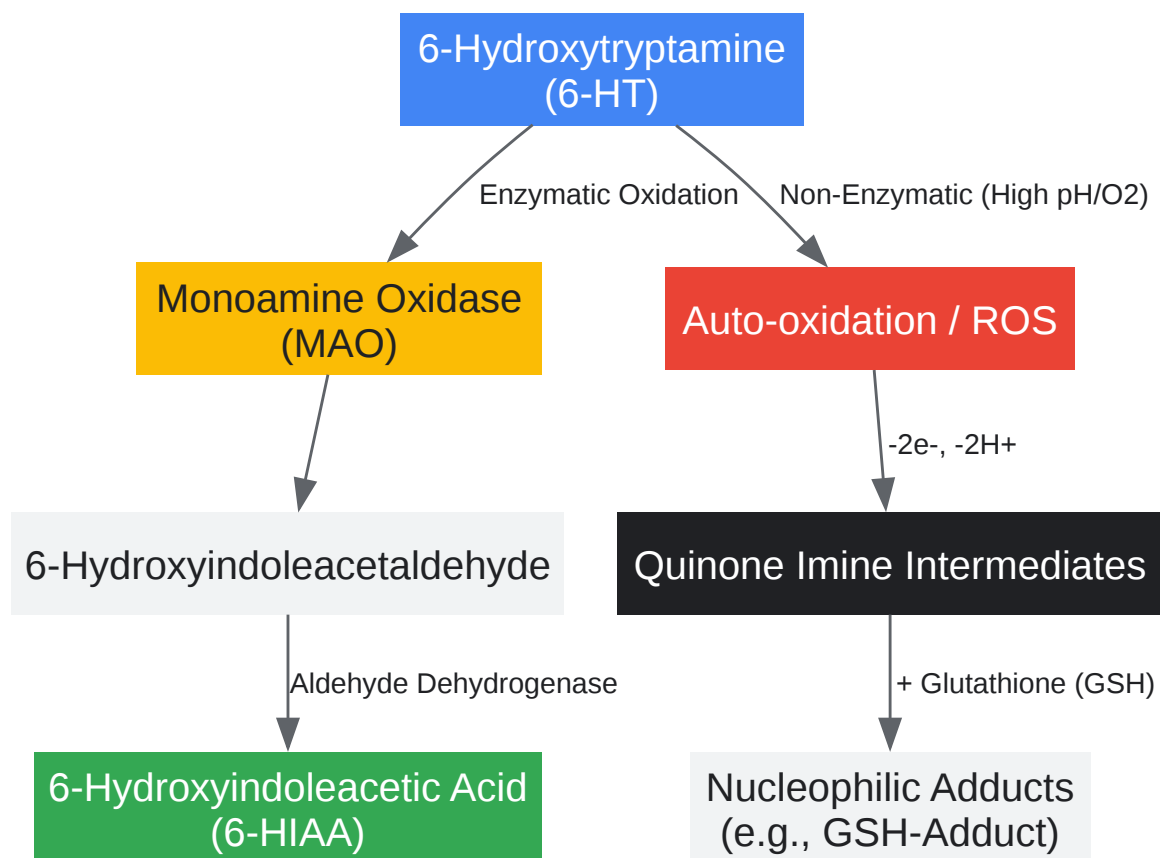 6-Hydroxytryptamine
(6-HT)
Enzymatic Oxidation
Non-Enzymatic (High pH/O2)
Monoamine Oxidase
(MAO)
Auto-oxidation / ROS
-2e-, -2H+
6-Hydroxyindoleacetaldehyde
Quinone Imine Intermediates
Aldehyde Dehydrogenase
+ Glutathione (GSH)
6-Hydroxyindoleacetic Acid
(6-HIAA)
Nucleophilic Adducts
(e.g., GSH-Adduct)